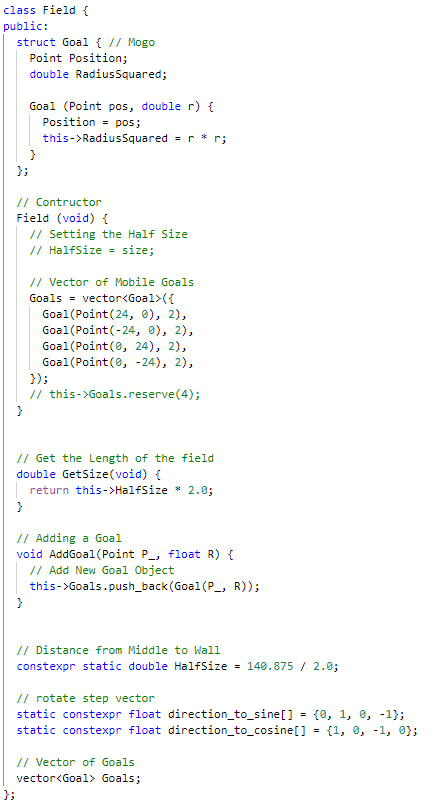 class Field {
public:
  struct Goal { // Mogo
    Point Position;
    double RadiusSquared;

    Goal (Point pos, double r) {
      Position = pos;
      this->RadiusSquared = r * r;
    }
  };

  // Contructor
  Field (void) {
    // Setting the Half Size
    // HalfSize = size;

    // Vector of Mobile Goals
    Goals = vector<Goal>({
      Goal(Point(24, 0), 2),
      Goal(Point(-24, 0), 2),
      Goal(Point(0, 24), 2),
      Goal(Point(0, -24), 2),
    });
    // this->Goals.reserve(4);
  }


  // Get the Length of the field
  double GetSize(void) {
    return this->HalfSize * 2.0;
  }

  // Adding a Goal
  void AddGoal(Point P_, float R) {
    // Add New Goal Object
    this->Goals.push_back(Goal(P_, R));
  }


  // Distance from Middle to Wall
  constexpr static double HalfSize = 140.875 / 2.0;

  // rotate step vector
  static constexpr float direction_to_sine[] = {0, 1, 0, -1};
  static constexpr float direction_to_cosine[] = {1, 0, -1, 0};

  // Vector of Goals
  vector<Goal> Goals;
};